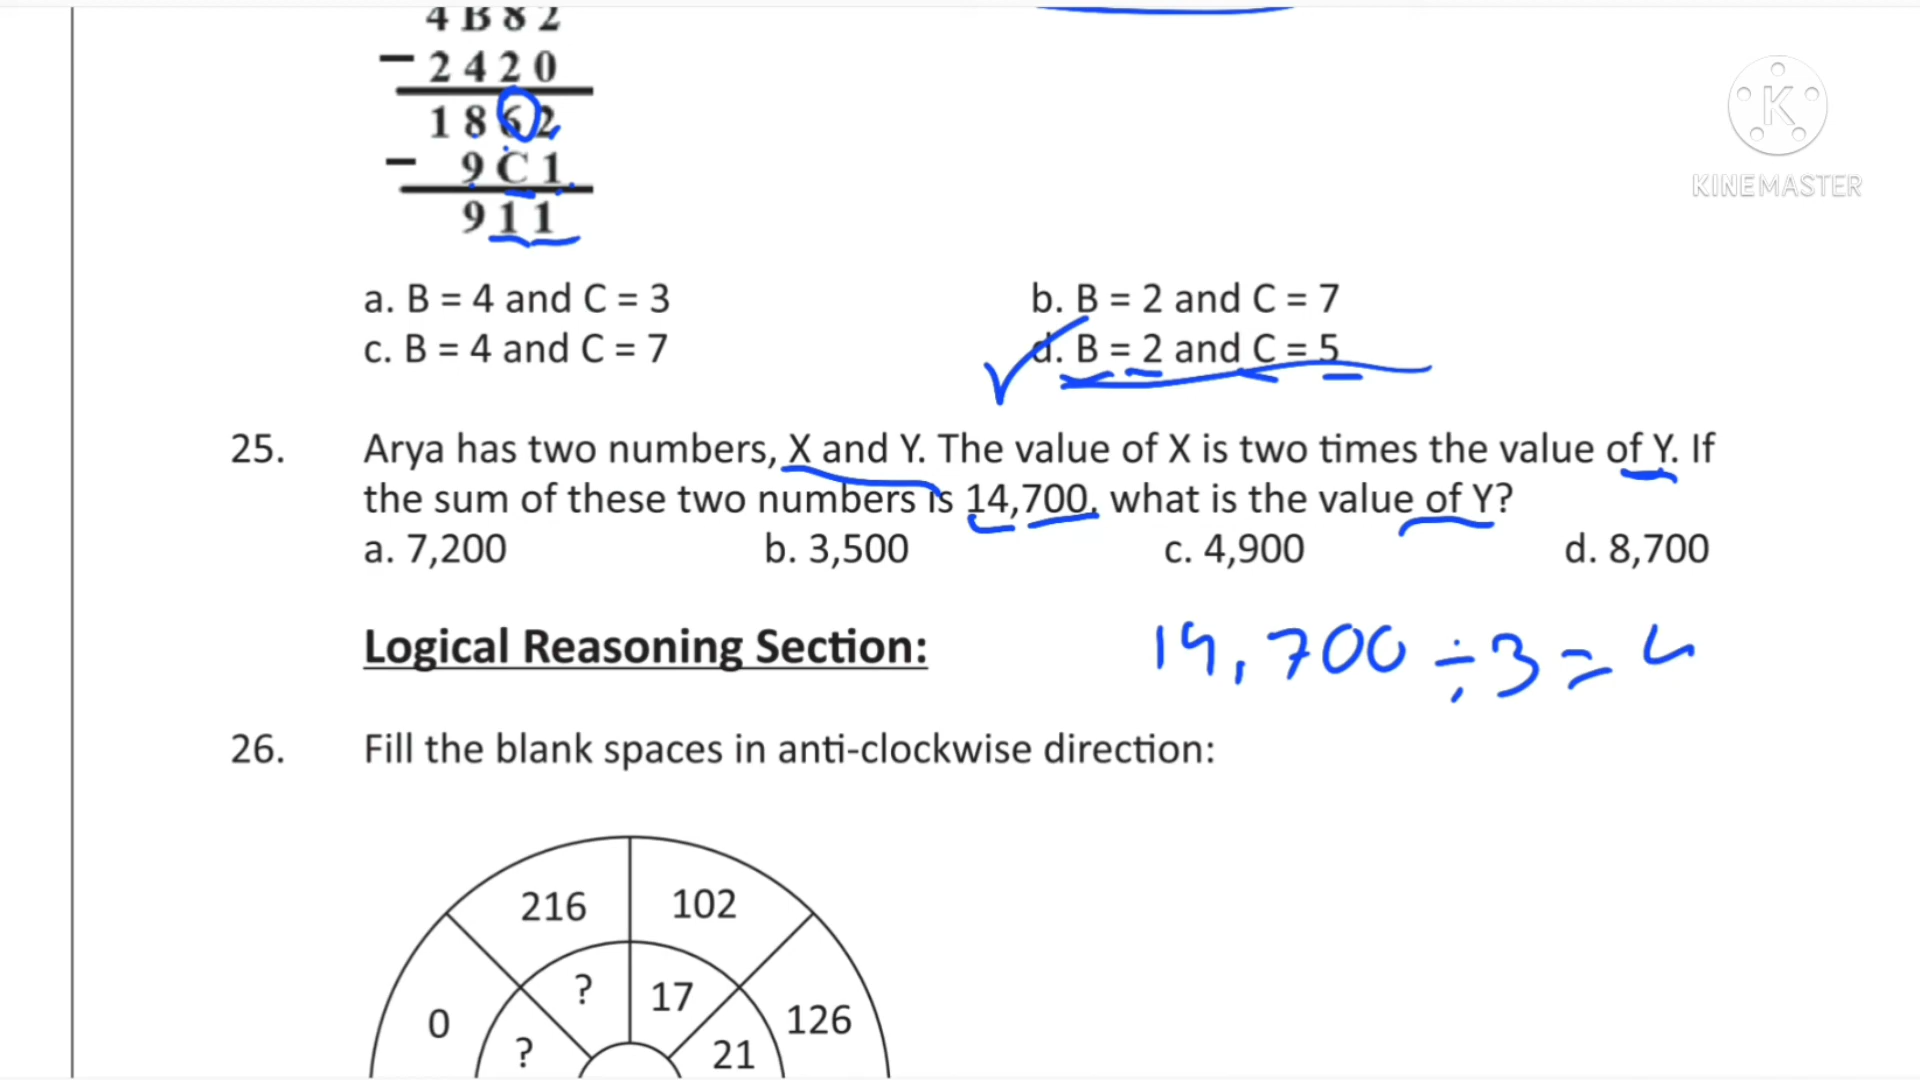 4 B 8 2
− 2 4 2 0
1 8 6 2
− 9 C 1
9 1 1
K
KINEMASTER
a. B = 4 and C = 3
b. B = 2 and C = 7
c. B = 4 and C = 7
d. B = 2 and C = 5
25. Arya has two numbers, X and Y. The value of X is two times the value of Y. If
the sum of these two numbers is 14,700, what is the value of Y?
a. 7,200 b. 3,500 c. 4,900 d. 8,700
Logical Reasoning Section:
14,700 ÷ 3 = 4
26. Fill the blank spaces in anti-clockwise direction:
216 102
? 17
0 126
? 21